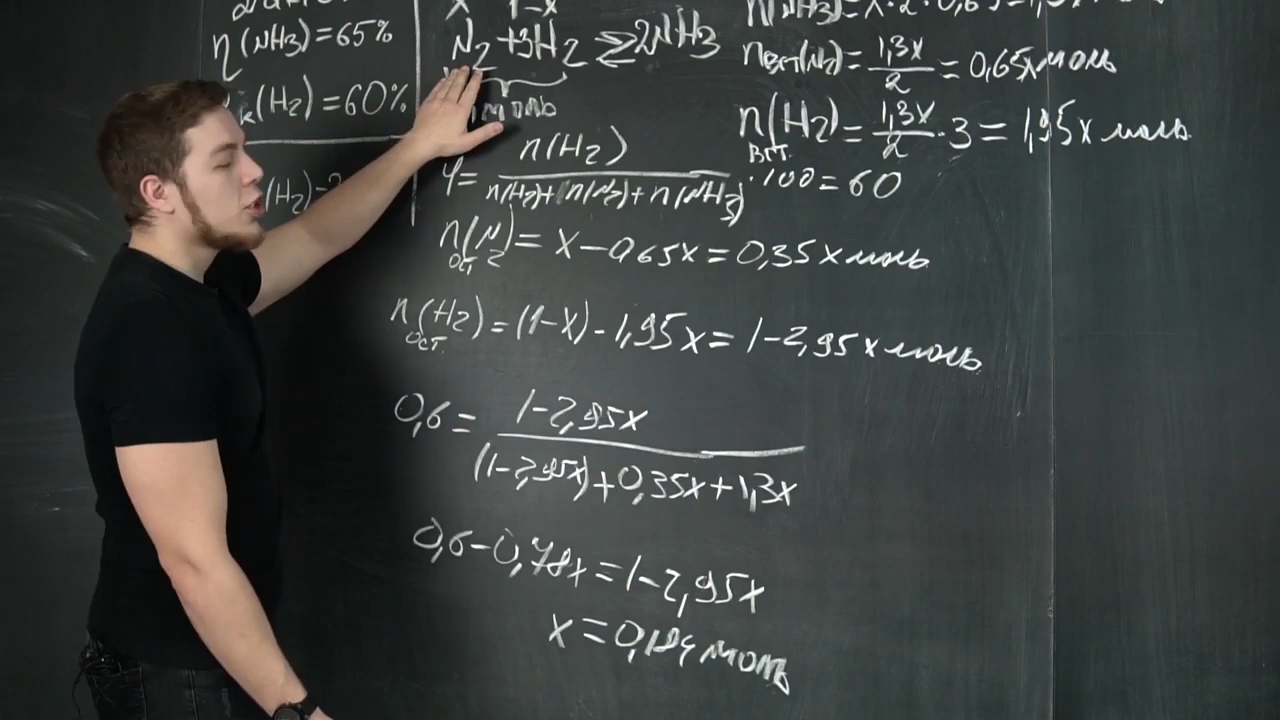 η(NH3)=65%
(H2)=60%
(H2)-?
x 1-x
N2+3H2⇄2NH3
моль
φ= n(H2) / n(H2)+n(N2)+n(NH3) ·100=60
n ост (N2)= x-0,65x=0,35x моль
n ост. (H2)=(1-x)-1,95x=1-2,95x моль
0,6= 1-2,95x / (1-2,95x)+0,35x+1,3x
0,6-0,78x=1-2,95x
x=0,184 моль
nвст(N2)= 1,3x / 2 =0,65x моль
n вст. (H2)= 1,3x / 2 ·3=1,95x моль